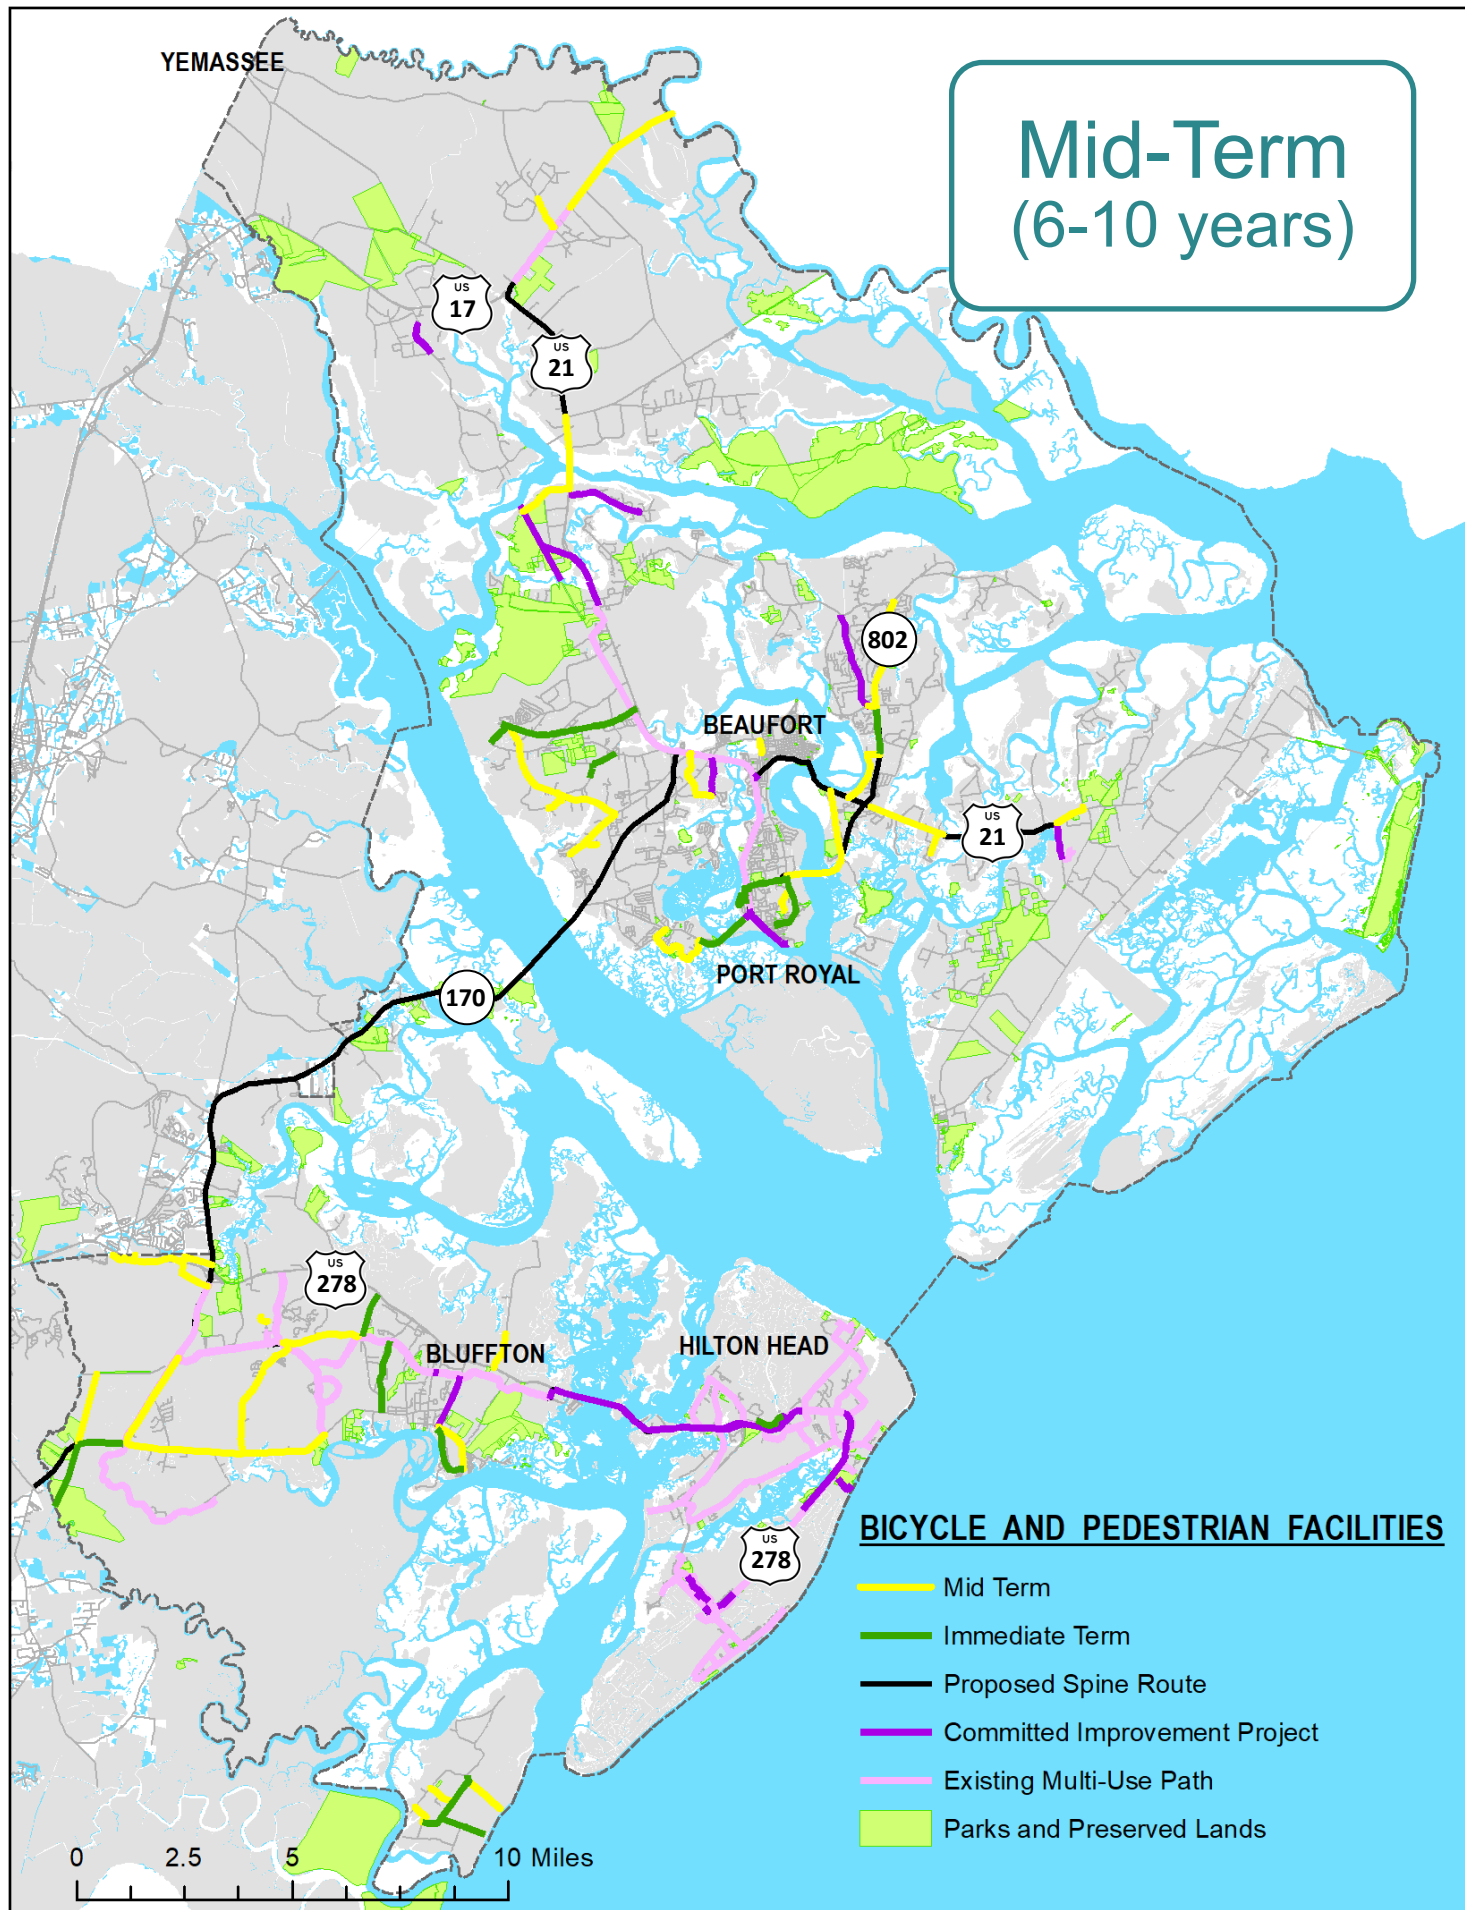 YEMASSEE
Mid-Term
(6-10 years)
US
17
US
21
802
BEAUFORT
US
21
PORT ROYAL
170
US
278
BLUFFTON
HILTON HEAD
US
278
BICYCLE AND PEDESTRIAN FACILITIES
Mid Term
Immediate Term
Proposed Spine Route
Committed Improvement Project
Existing Multi-Use Path
Parks and Preserved Lands
0 2.5 5 10 Miles